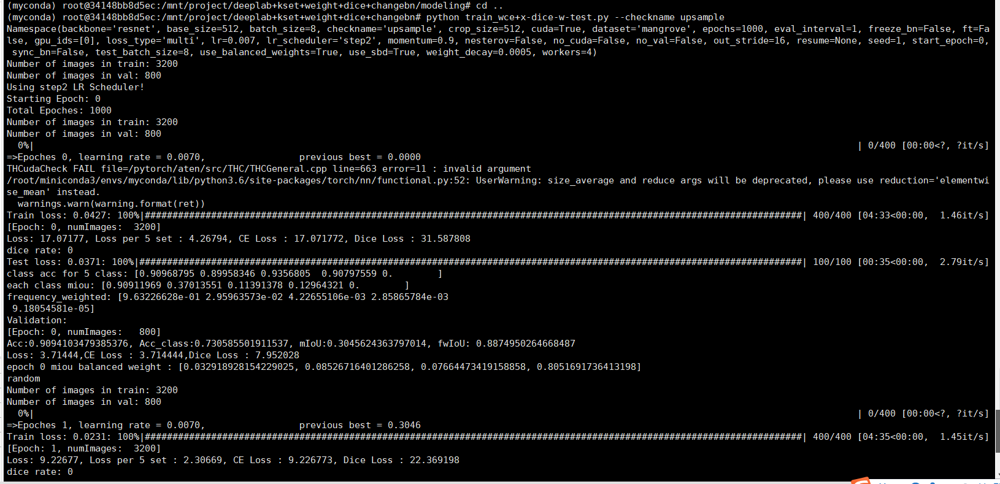 (myconda) root@34148bb8d5ec:/mnt/project/deeplab+kset+weight+dice+changebn/modeling# cd ..
(myconda) root@34148bb8d5ec:/mnt/project/deeplab+kset+weight+dice+changebn# python train_wce+x-dice-w-test.py --checkname upsample
Namespace(backbone='resnet', base_size=512, batch_size=8, checkname='upsample', crop_size=512, cuda=True, dataset='mangrove', epochs=1000, eval_interval=1, freeze_bn=False, ft=Fa
lse, gpu_ids=[0], loss_type='multi', lr=0.007, lr_scheduler='step2', momentum=0.9, nesterov=False, no_cuda=False, no_val=False, out_stride=16, resume=None, seed=1, start_epoch=0,
sync_bn=False, test_batch_size=8, use_balanced_weights=True, use_sbd=True, weight_decay=0.0005, workers=4)
Number of images in train: 3200
Number of images in val: 800
Using step2 LR Scheduler!
Starting Epoch: 0
Total Epoches: 1000
Number of images in train: 3200
Number of images in val: 800
0%| | 0/400 [00:00<?, ?it/s]
=>Epoches 0, learning rate = 0.0070, previous best = 0.0000
THCudaCheck FAIL file=/pytorch/aten/src/THC/THCGeneral.cpp line=663 error=11 : invalid argument
/root/miniconda3/envs/myconda/lib/python3.6/site-packages/torch/nn/functional.py:52: UserWarning: size_average and reduce args will be deprecated, please use reduction='elementwi
se_mean' instead.
warnings.warn(warning.format(ret))
Train loss: 0.0427: 100%|#######################################################################################################################| 400/400 [04:33<00:00, 1.46it/s]
[Epoch: 0, numImages: 3200]
Loss: 17.07177, Loss per 5 set : 4.26794, CE Loss : 17.071772, Dice Loss : 31.587808
dice rate: 0
Test loss: 0.0371: 100%|########################################################################################################################| 100/100 [00:35<00:00, 2.79it/s]
class acc for 5 class: [0.90968795 0.89958346 0.9356805 0.90797559 0. ]
each class miou: [0.90911969 0.37013551 0.11391378 0.12964321 0. ]
frequency_weighted: [9.63226628e-01 2.95963573e-02 4.22655106e-03 2.85865784e-03
9.18054581e-05]
Validation:
[Epoch: 0, numImages: 800]
Acc:0.9094103479385376, Acc_class:0.730585501911537, mIoU:0.3045624363797014, fwIoU: 0.8874950264668487
Loss: 3.71444,CE Loss : 3.714444,Dice Loss : 7.952028
epoch 0 miou balanced weight : [0.032918928154229025, 0.08526716401286258, 0.07664473419158858, 0.8051691736413198]
random
Number of images in train: 3200
Number of images in val: 800
0%| | 0/400 [00:00<?, ?it/s]
=>Epoches 1, learning rate = 0.0070, previous best = 0.3046
Train loss: 0.0231: 100%|#######################################################################################################################| 400/400 [04:35<00:00, 1.45it/s]
[Epoch: 1, numImages: 3200]
Loss: 9.22677, Loss per 5 set : 2.30669, CE Loss : 9.226773, Dice Loss : 22.369198
dice rate: 0